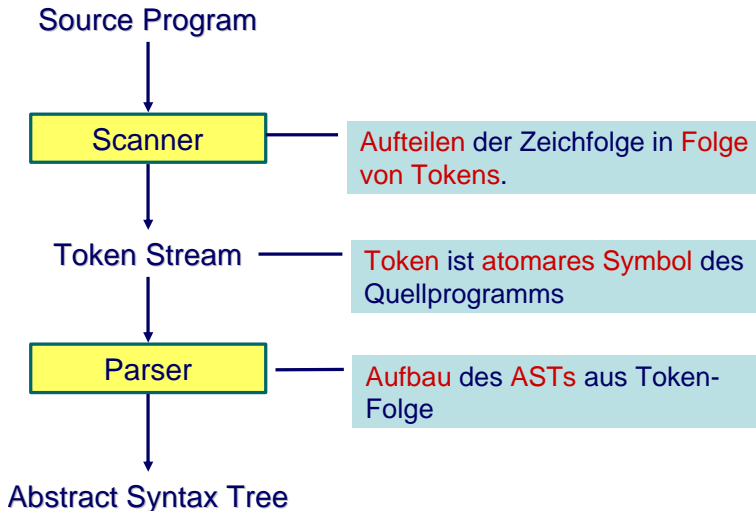 Source Program
Scanner
Aufteilen der Zeichfolge in Folge
von Tokens.
Token Stream
Token ist atomares Symbol des
Quellprogramms
Parser
Aufbau des ASTs aus Token-
Folge
Abstract Syntax Tree